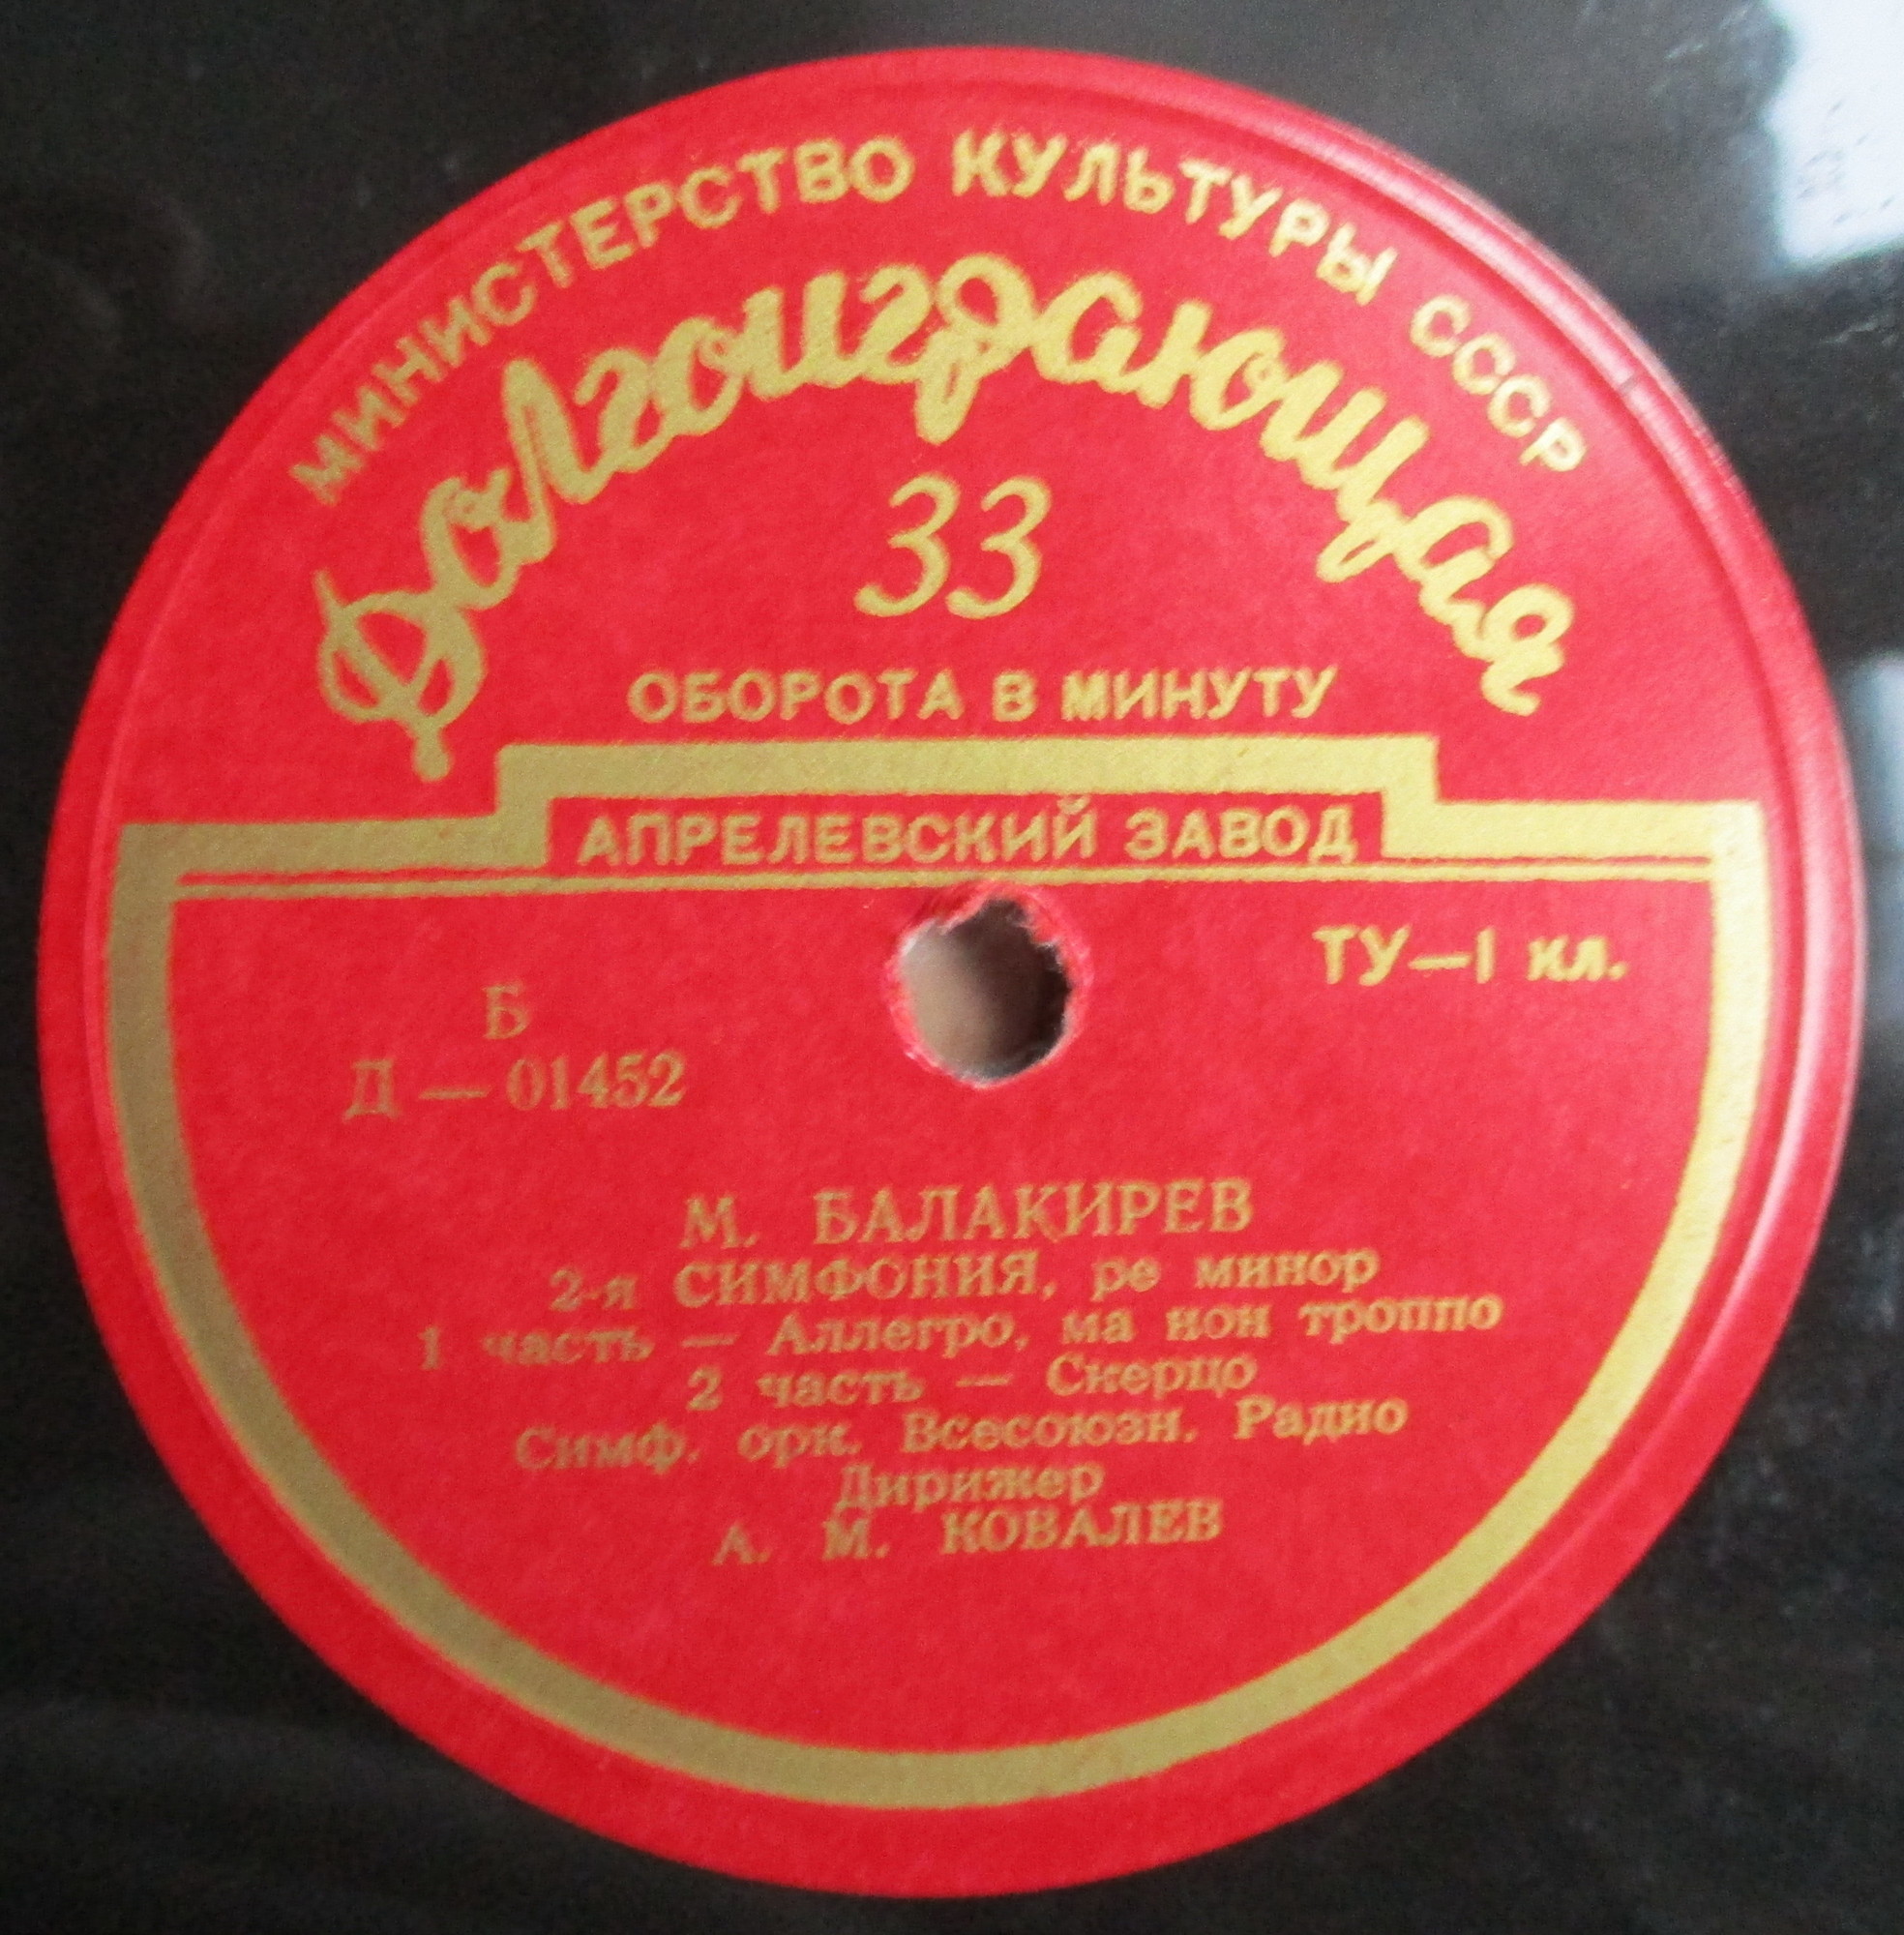 МИНИСТЕРСТВО КУЛЬТУРЫ СССР
Долгоиграющая
33
ОБОРОТА В МИНУТУ
АПРЕЛЕВСКИЙ ЗАВОД
ТУ—1 кл.
Б
Д — 01452
М. БАЛАКИРЕВ
2-я СИМФОНИЯ, ре минор
1 часть — Аллегро, ма нон троппо
2 часть — Скерцо
Симф. орк. Всесоюзн. Радио
Дирижер
А. М. КОВАЛЕВ